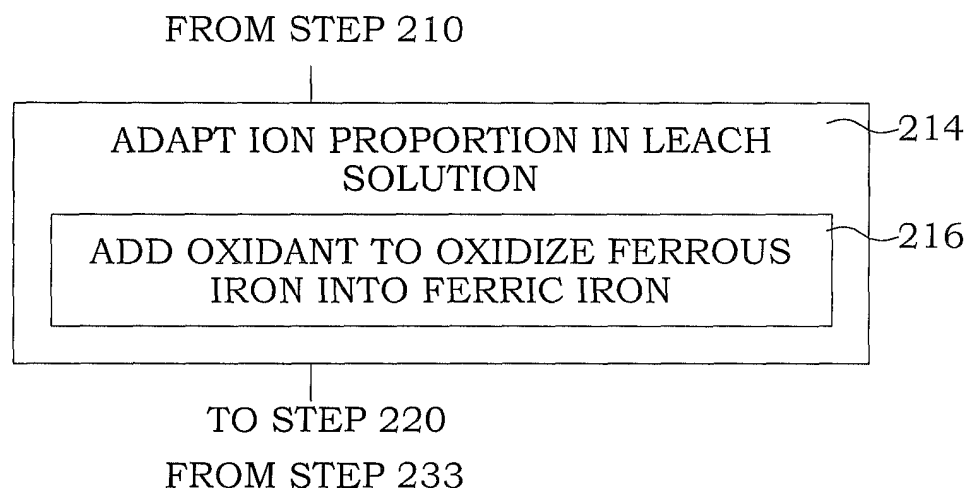 FROM STEP 210
ADAPT ION PROPORTION IN LEACH
SOLUTION
214
ADD OXIDANT TO OXIDIZE FERROUS
IRON INTO FERRIC IRON
216
TO STEP 220
FROM STEP 233